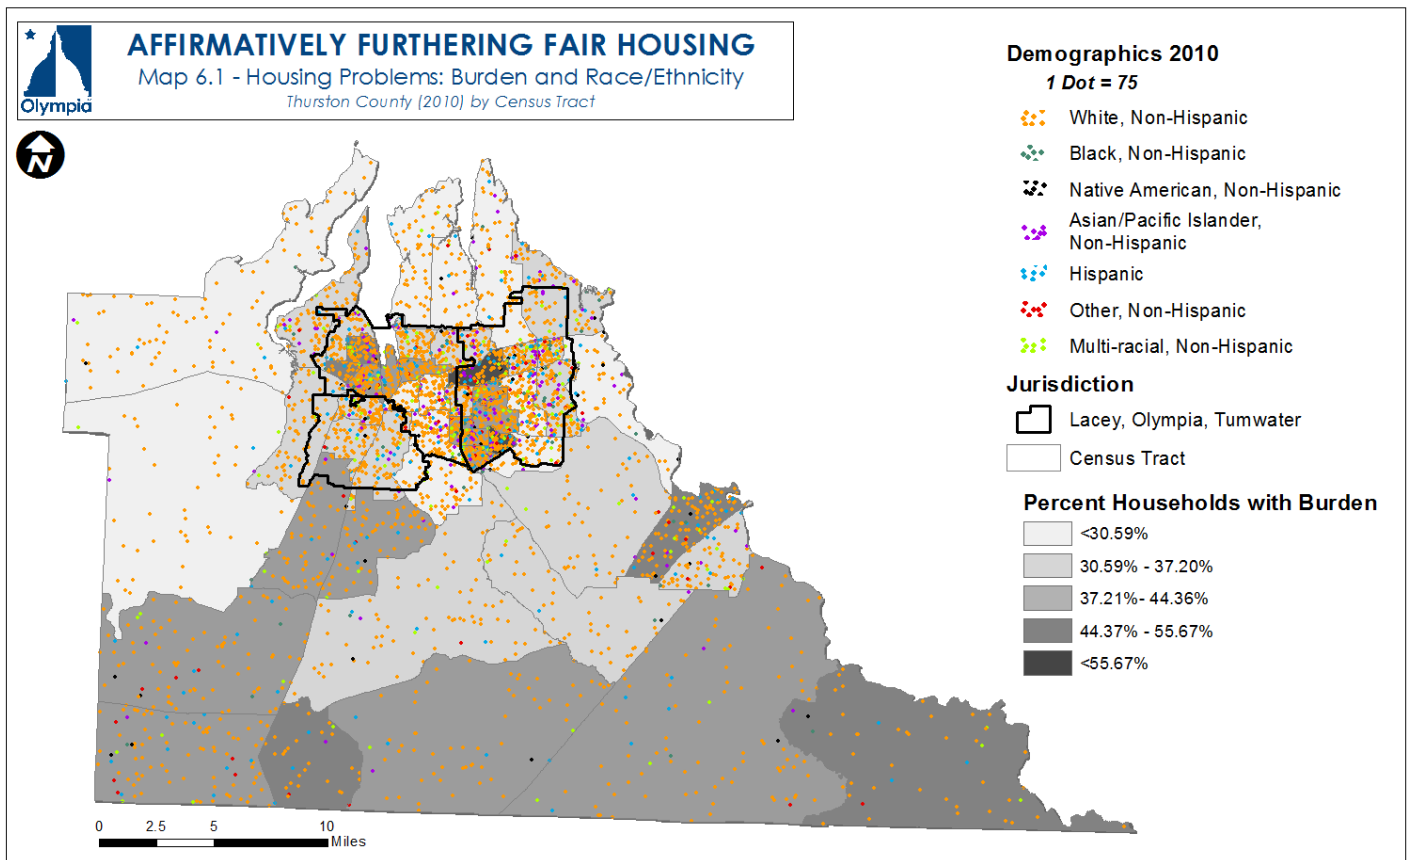 AFFIRMATIVELY FURTHERING FAIR HOUSING
Map 6.1 - Housing Problems: Burden and Race/Ethnicity
Thurston County (2010) by Census Tract
Olympia
N
Demographics 2010
1 Dot = 75
White, Non-Hispanic
Black, Non-Hispanic
Native American, Non-Hispanic
Asian/Pacific Islander,
Non-Hispanic
Hispanic
Other, Non-Hispanic
Multi-racial, Non-Hispanic
Jurisdiction
Lacey, Olympia, Tumwater
Census Tract
Percent Households with Burden
<30.59%
30.59% - 37.20%
37.21%- 44.36%
44.37% - 55.67%
<55.67%
0 2.5 5 10
Miles